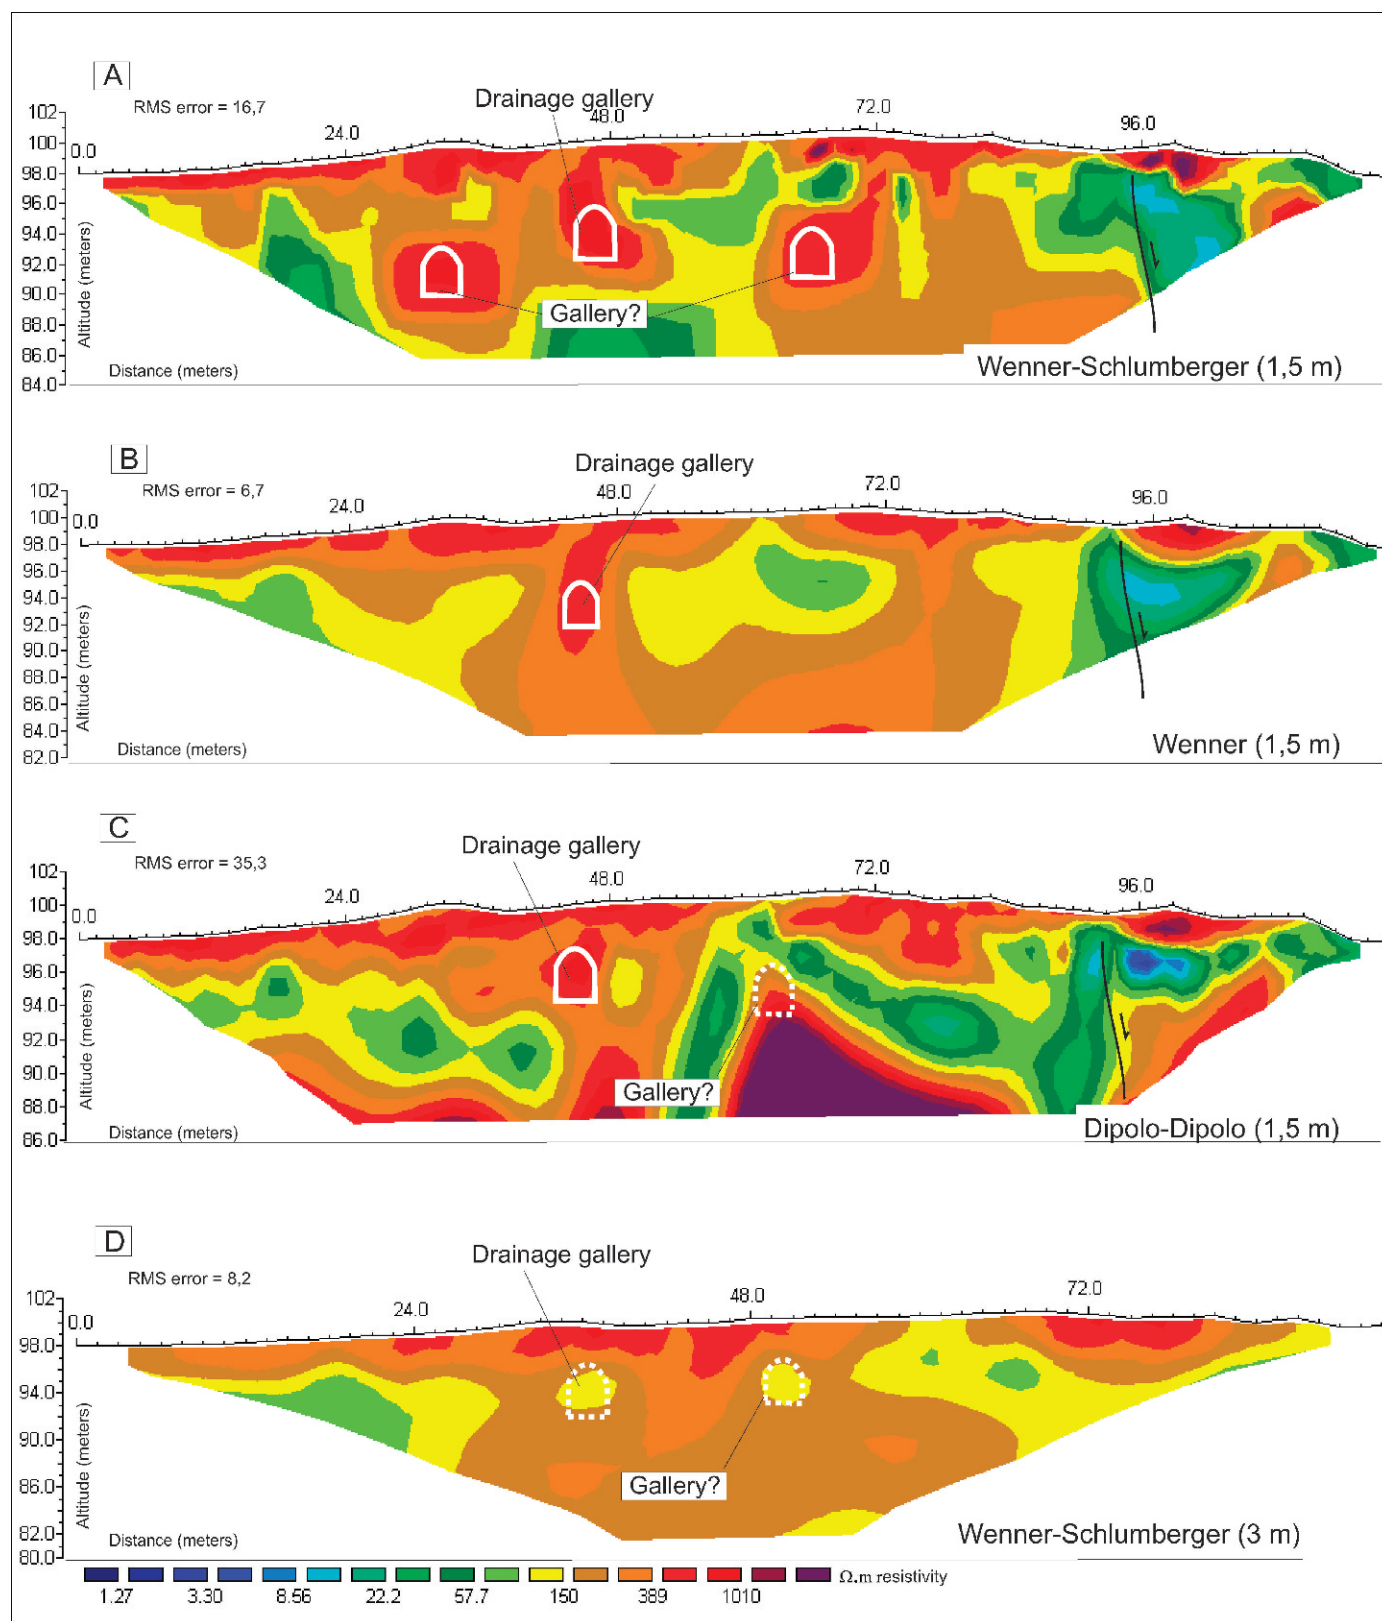 A
RMS error = 16,7
Drainage gallery
0.0 24.0 48.0 72.0 96.0
102
100
98.0
96.0
94.0
92.0
90.0
88.0
86.0
84.0
Altitude (meters)
Gallery?
Distance (meters)
Wenner-Schlumberger (1,5 m)
B
RMS error = 6,7
Drainage gallery
0.0 24.0 48.0 72.0 96.0
102
100
98.0
96.0
94.0
92.0
90.0
88.0
86.0
84.0
82.0
Altitude (meters)
Distance (meters)
Wenner (1,5 m)
C
RMS error = 35,3
Drainage gallery
0.0 24.0 48.0 72.0 96.0
102
100
98.0
96.0
94.0
92.0
90.0
88.0
86.0
Altitude (meters)
Gallery?
Distance (meters)
Dipolo-Dipolo (1,5 m)
D
RMS error = 8,2
Drainage gallery
0.0 24.0 48.0 72.0
102
98.0
94.0
90.0
86.0
82.0
80.0
Altitude (meters)
Gallery?
Distance (meters)
Wenner-Schlumberger (3 m)
Ω.m resistivity
1.27 3.30 8.56 22.2 57.7 150 389 1010